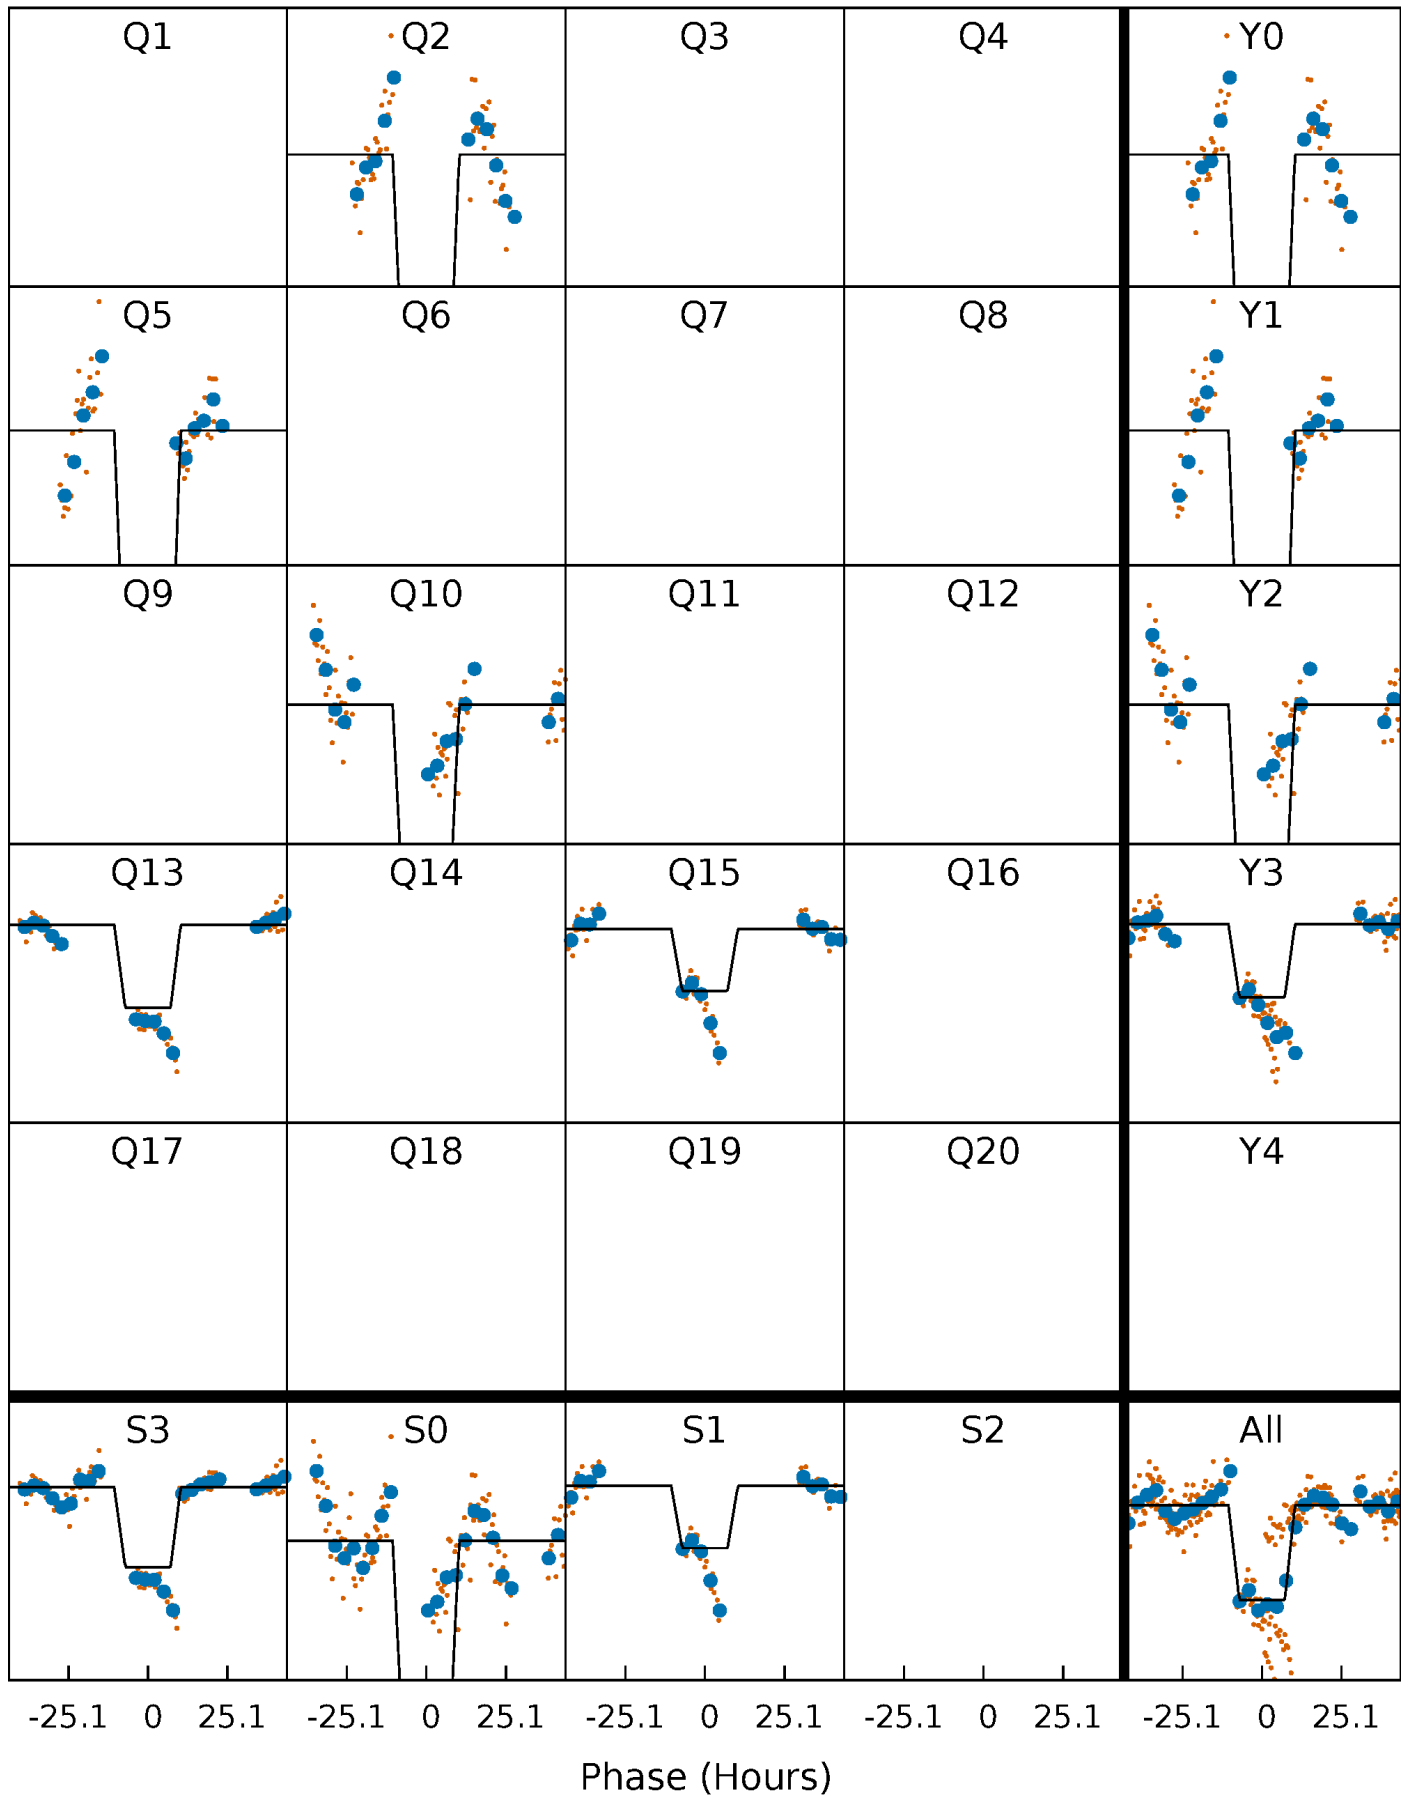 Q1 Q2 Q3 Q4 Y0
Q5 Q6 Q7 Q8 Y1
Q9 Q10 Q11 Q12 Y2
Q13 Q14 Q15 Q16 Y3
Q17 Q18 Q19 Q20 Y4
S3 S0 S1 S2 All
-25.1 0 25.1 -25.1 0 25.1 -25.1 0 25.1 -25.1 0 25.1 -25.1 0 25.1
Phase (Hours)